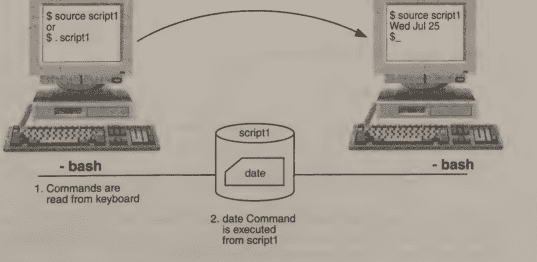 $ source script1
or
$ . script1
$ source script1
Wed Jul 25
$_
script1
date
- bash
- bash
1. Commands are
read from keyboard
2. date Command
is executed
from script1